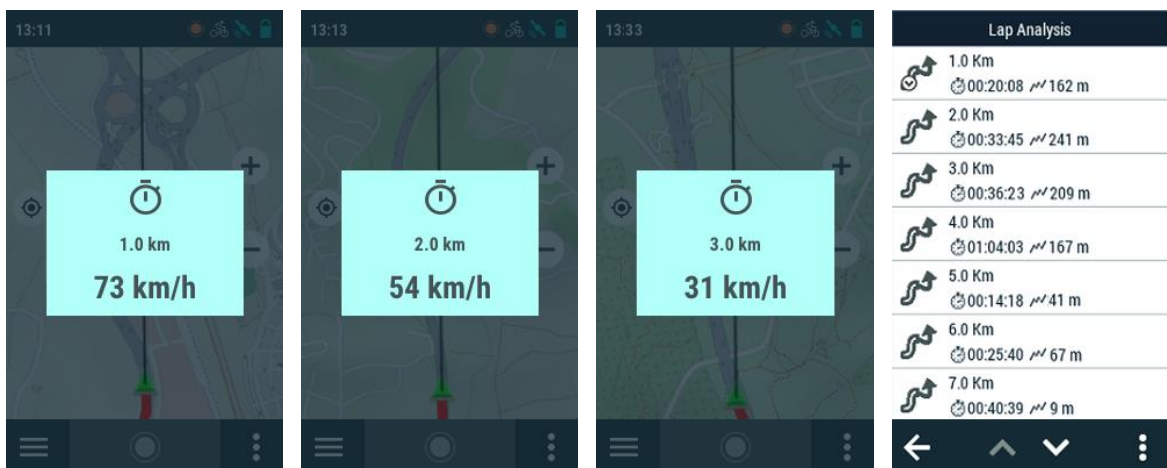 13:11
1.0 km
73 km/h
13:13
2.0 km
54 km/h
13:33
3.0 km
31 km/h
Lap Analysis
1.0 Km
00:20:08 162 m
2.0 Km
00:33:45 241 m
3.0 Km
00:36:23 209 m
4.0 Km
01:04:03 167 m
5.0 Km
00:14:18 41 m
6.0 Km
00:25:40 67 m
7.0 Km
00:40:39 9 m